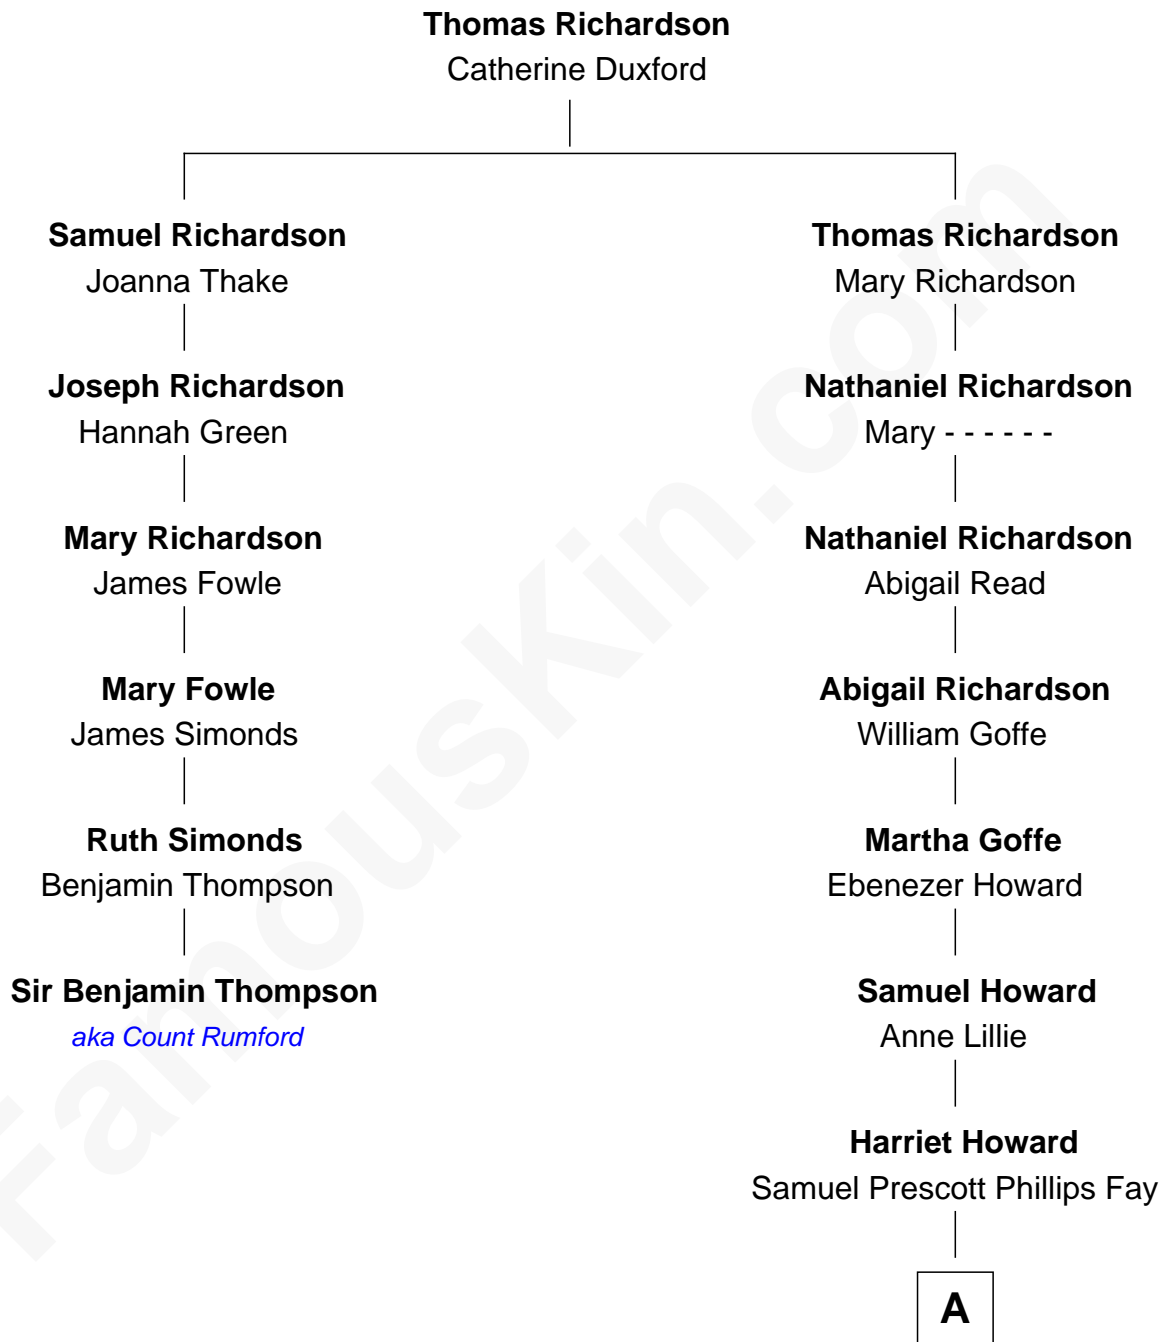 Thomas Richardson
Catherine Duxford
Samuel Richardson
Joanna Thake
Thomas Richardson
Mary Richardson
Joseph Richardson
Hannah Green
Nathaniel Richardson
Mary - - - - - -
Mary Richardson
James Fowle
Nathaniel Richardson
Abigail Read
Mary Fowle
James Simonds
Abigail Richardson
William Goffe
Ruth Simonds
Benjamin Thompson
Martha Goffe
Ebenezer Howard
Sir Benjamin Thompson
aka Count Rumford
Samuel Howard
Anne Lillie
Harriet Howard
Samuel Prescott Phillips Fay
A
FamousKin.com